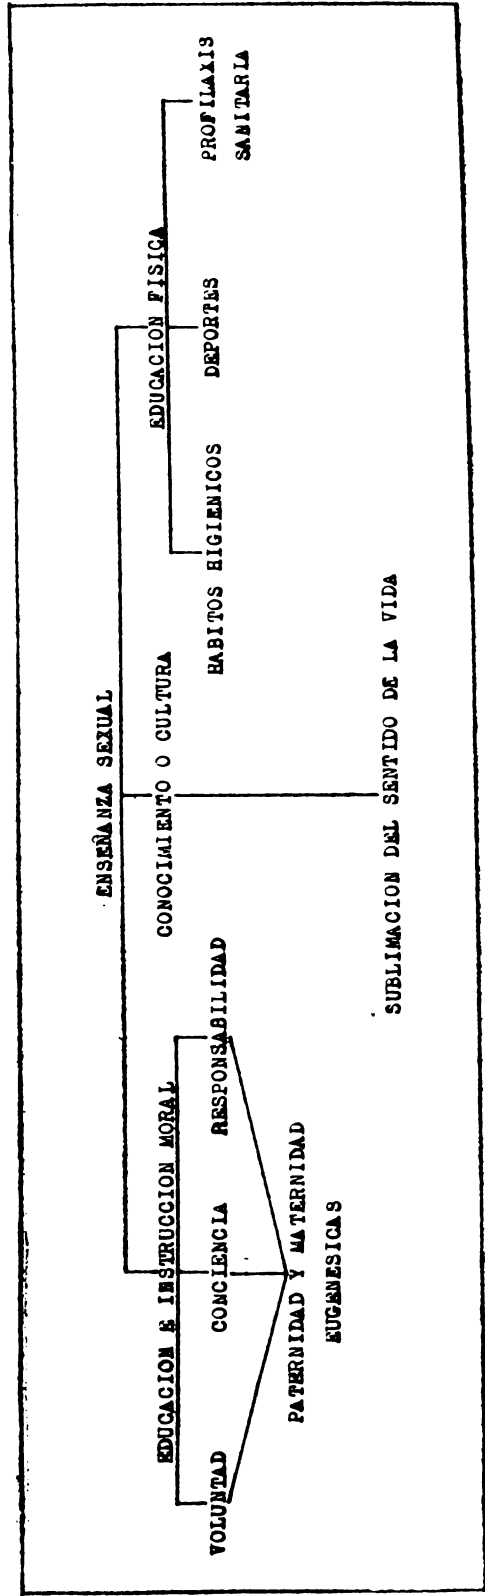 ENSEÑANZA SEXUAL
EDUCACION E INSTRUCCION MORAL
CONOCIMIENTO O CULTURA
EDUCACION FISICA
VOLUNTAD
CONCIENCIA
RESPONSABILIDAD
HABITOS HIGIENICOS
DEPORTES
PROFILAXIS
SANITARIA
PATERNIDAD Y MATERNIDAD
EUGENESICAS
SUBLIMACION DEL SENTIDO DE LA VIDA